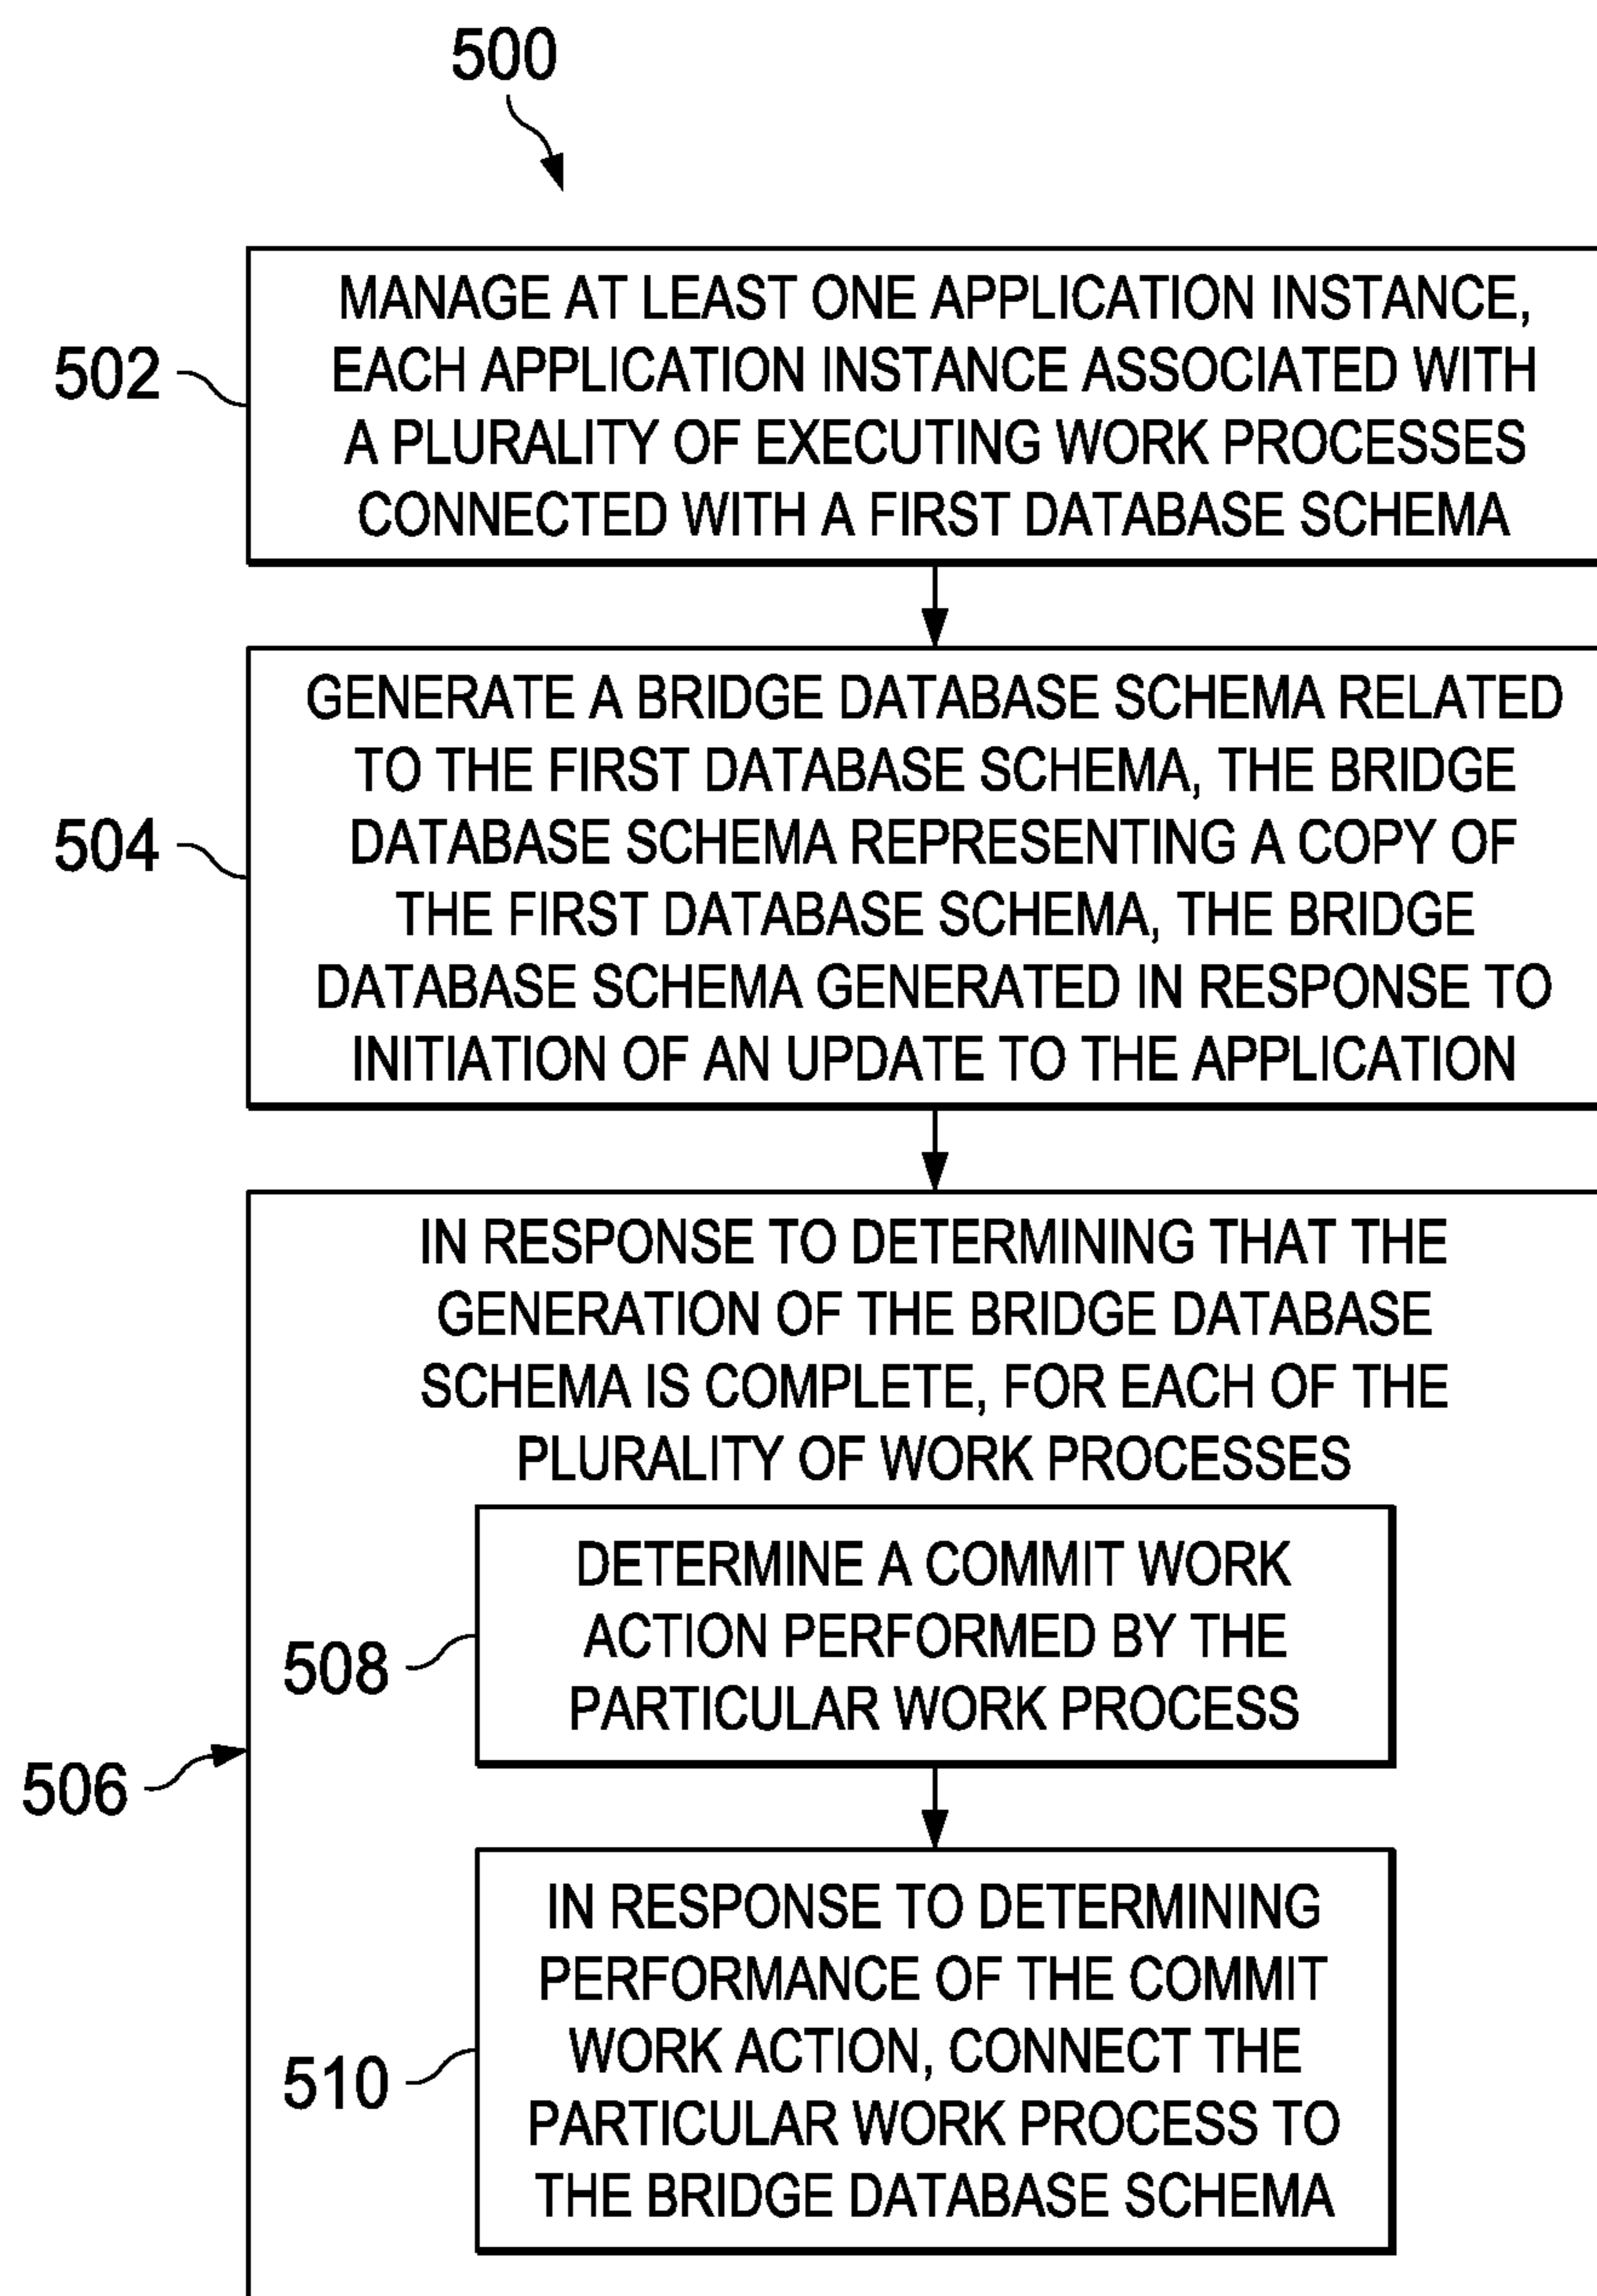 500
502
MANAGE AT LEAST ONE APPLICATION INSTANCE,
EACH APPLICATION INSTANCE ASSOCIATED WITH
A PLURALITY OF EXECUTING WORK PROCESSES
CONNECTED WITH A FIRST DATABASE SCHEMA
504
GENERATE A BRIDGE DATABASE SCHEMA RELATED
TO THE FIRST DATABASE SCHEMA, THE BRIDGE
DATABASE SCHEMA REPRESENTING A COPY OF
THE FIRST DATABASE SCHEMA, THE BRIDGE
DATABASE SCHEMA GENERATED IN RESPONSE TO
INITIATION OF AN UPDATE TO THE APPLICATION
506
IN RESPONSE TO DETERMINING THAT THE
GENERATION OF THE BRIDGE DATABASE
SCHEMA IS COMPLETE, FOR EACH OF THE
PLURALITY OF WORK PROCESSES
508
DETERMINE A COMMIT WORK
ACTION PERFORMED BY THE
PARTICULAR WORK PROCESS
510
IN RESPONSE TO DETERMINING
PERFORMANCE OF THE COMMIT
WORK ACTION, CONNECT THE
PARTICULAR WORK PROCESS TO
THE BRIDGE DATABASE SCHEMA